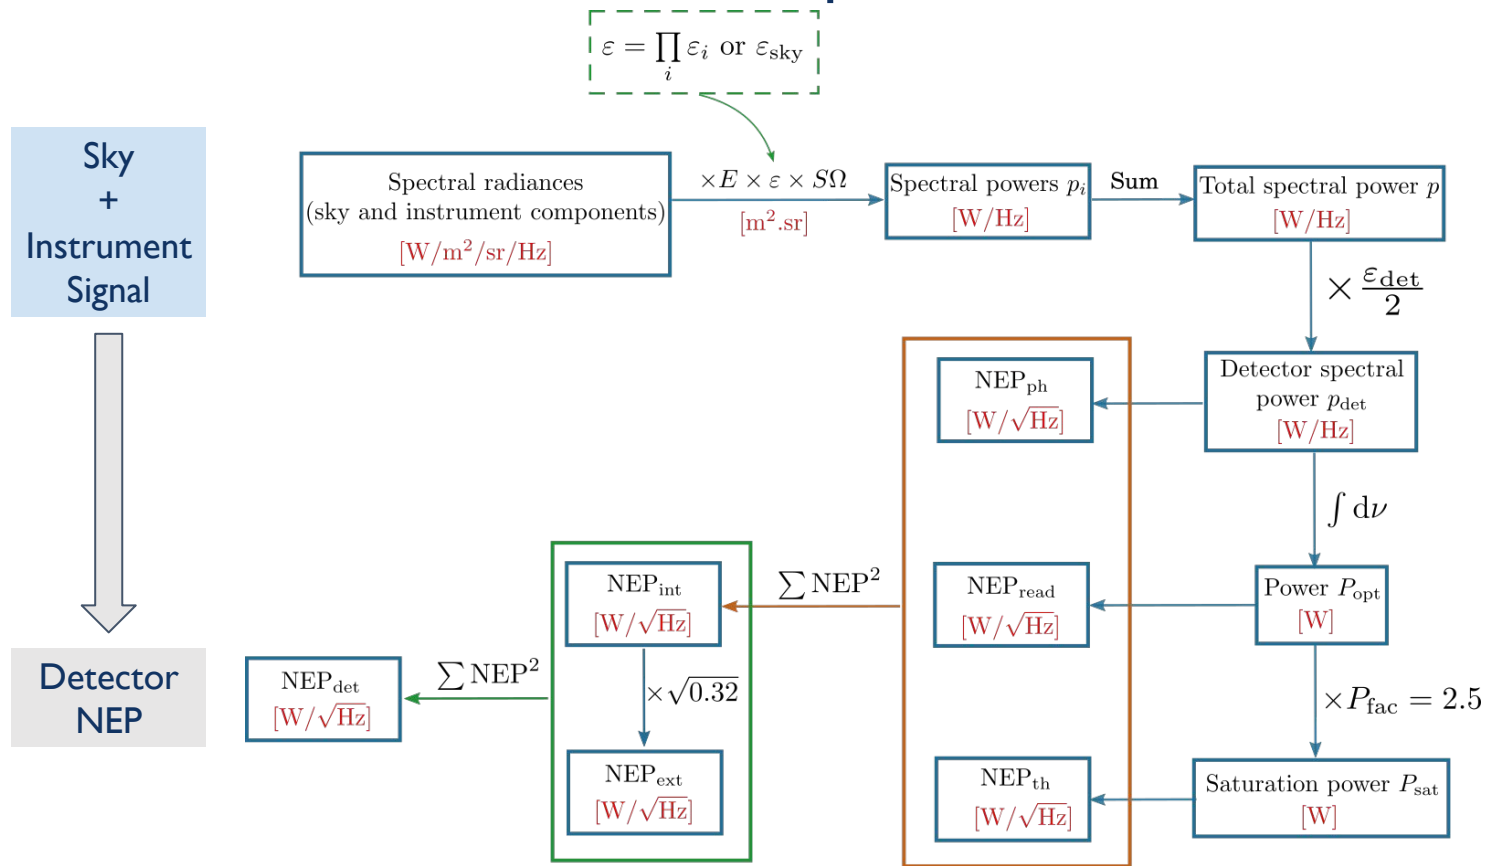 ε = ∏_i ε_i or ε_sky
Sky
+
Instrument
Signal
Spectral radiances
(sky and instrument components)
[W/m²/sr/Hz]
×E × ε × SΩ
[m².sr]
Spectral powers p_i
[W/Hz]
Sum
Total spectral power p
[W/Hz]
× ε_det/2
NEP_ph
[W/√Hz]
Detector spectral
power p_det
[W/Hz]
∫ dν
NEP_int
[W/√Hz]
∑ NEP²
NEP_read
[W/√Hz]
Power P_opt
[W]
Detector
NEP
NEP_det
[W/√Hz]
∑ NEP²
×√0.32
×P_fac = 2.5
NEP_ext
[W/√Hz]
NEP_th
[W/√Hz]
Saturation power P_sat
[W]